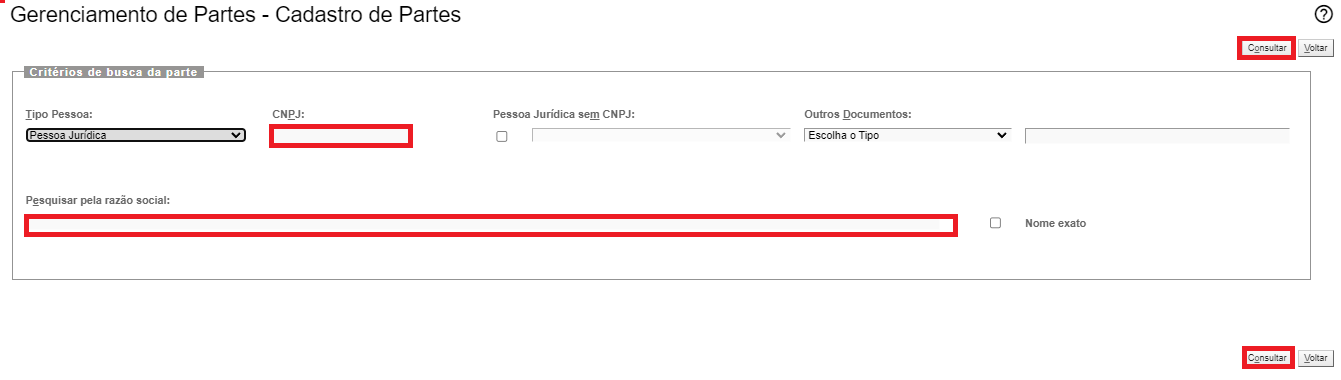 Gerenciamento de Partes - Cadastro de Partes
Consultar Voltar
Critérios de busca da parte
Tipo Pessoa: CNPJ: Pessoa Jurídica sem CNPJ: Outros Documentos:
Pessoa Jurídica Escolha o Tipo
Pesquisar pela razão social:
Nome exato
Consultar Voltar